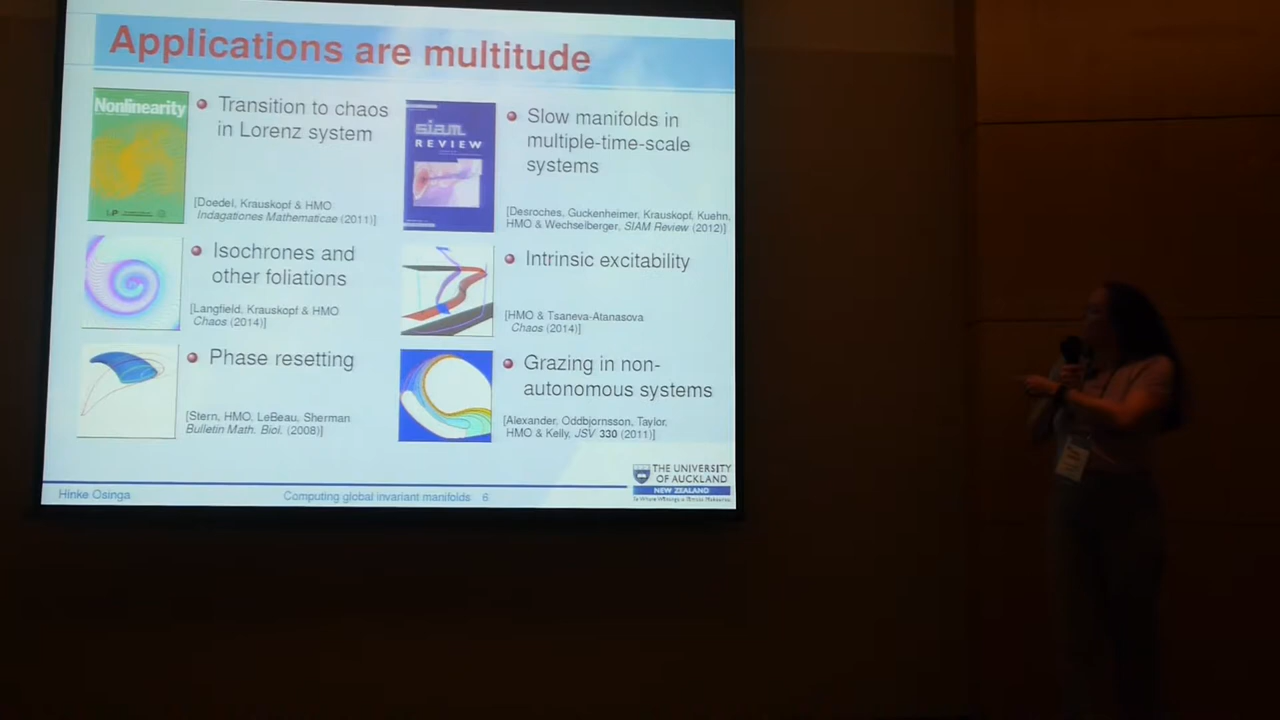 Applications are multitude
Nonlinearity
Transition to chaos
in Lorenz system
[Doedel, Krauskopf & HMO
Indagationes Mathematicae (2011)]
siam
REVIEW
Slow manifolds in
multiple-time-scale
systems
[Desroches, Guckenheimer, Krauskopf, Kuehn,
HMO & Wechselberger, SIAM Review (2012)]
Isochrones and
other foliations
[Langfield, Krauskopf & HMO
Chaos (2014)]
Intrinsic excitability
[HMO & Tsaneva-Atanasova
Chaos (2014)]
Phase resetting
[Stern, HMO, LeBeau, Sherman
Bulletin Math. Biol. (2008)]
Grazing in non-
autonomous systems
[Alexander, Oddbjornsson, Taylor,
HMO & Kelly, JSV 330 (2011)]
Hinke Osinga
Computing global invariant manifolds 6
THE UNIVERSITY
OF AUCKLAND
NEW ZEALAND